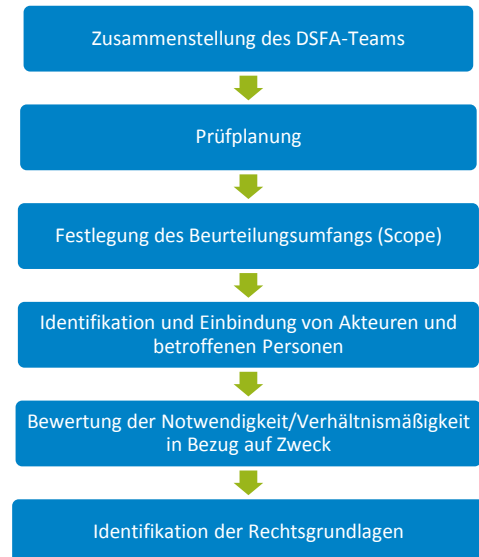 Zusammenstellung des DSFA-Teams
Prüfplanung
Festlegung des Beurteilungsumfangs (Scope)
Identifikation und Einbindung von Akteuren und
betroffenen Personen
Bewertung der Notwendigkeit/Verhältnismäßigkeit
in Bezug auf Zweck
Identifikation der Rechtsgrundlagen